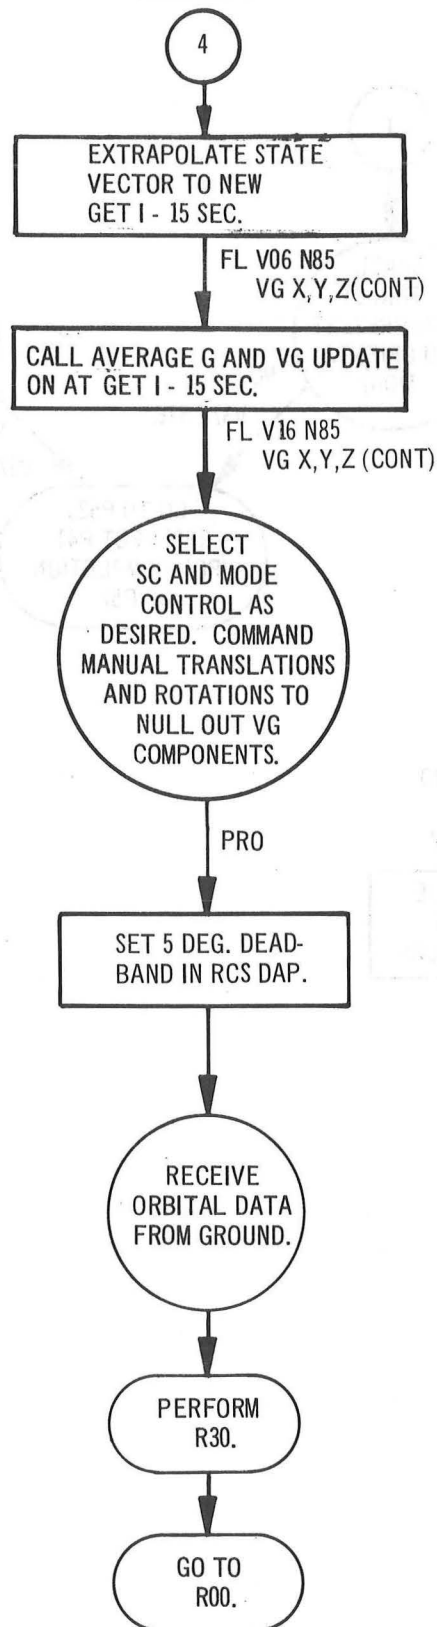 4
EXTRAPOLATE STATE
VECTOR TO NEW
GET I - 15 SEC.
FL V06 N85
VG X,Y,Z(CONT)
CALL AVERAGE G AND VG UPDATE
ON AT GET I - 15 SEC.
FL V16 N85
VG X,Y,Z (CONT)
SELECT
SC AND MODE
CONTROL AS
DESIRED. COMMAND
MANUAL TRANSLATIONS
AND ROTATIONS TO
NULL OUT VG
COMPONENTS.
PRO
SET 5 DEG. DEAD-
BAND IN RCS DAP.
RECEIVE
ORBITAL DATA
FROM GROUND.
PERFORM
R30.
GO TO
R00.